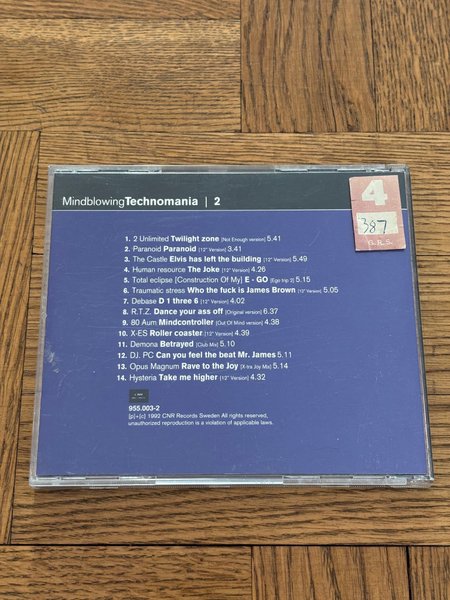 MindblowingTechnomania | 2
4
387
G.R.S.
1. 2 Unlimited Twilight zone [Not Enough version] 5.41
2. Paranoid Paranoid [12" Version] 3.41
3. The Castle Elvis has left the building [12" Version] 5.49
4. Human resource The Joke [12" Version] 4.26
5. Total eclipse [Construction Of My] E - GO [Ego trip 2] 5.15
6. Traumatic stress Who the fuck is James Brown [12" Version] 5.05
7. Debase D 1 three 6 [12" Version] 4.02
8. R.T.Z. Dance your ass off [Original version] 6.37
9. 80 Aum Mindcontroller [Out Of Mind version] 4.38
10. X-ES Roller coaster [12" Version] 4.39
11. Demona Betrayed [Club Mix] 5.10
12. DJ. PC Can you feel the beat Mr. James 5.11
13. Opus Magnum Rave to the Joy [X-tra Joy Mix] 5.14
14. Hysteria Take me higher [12" Version] 4.32
955.003-2
[p]+[c] 1992 CNR Records Sweden All rights reserved,
unauthorized reproduction is a violation of applicable laws.